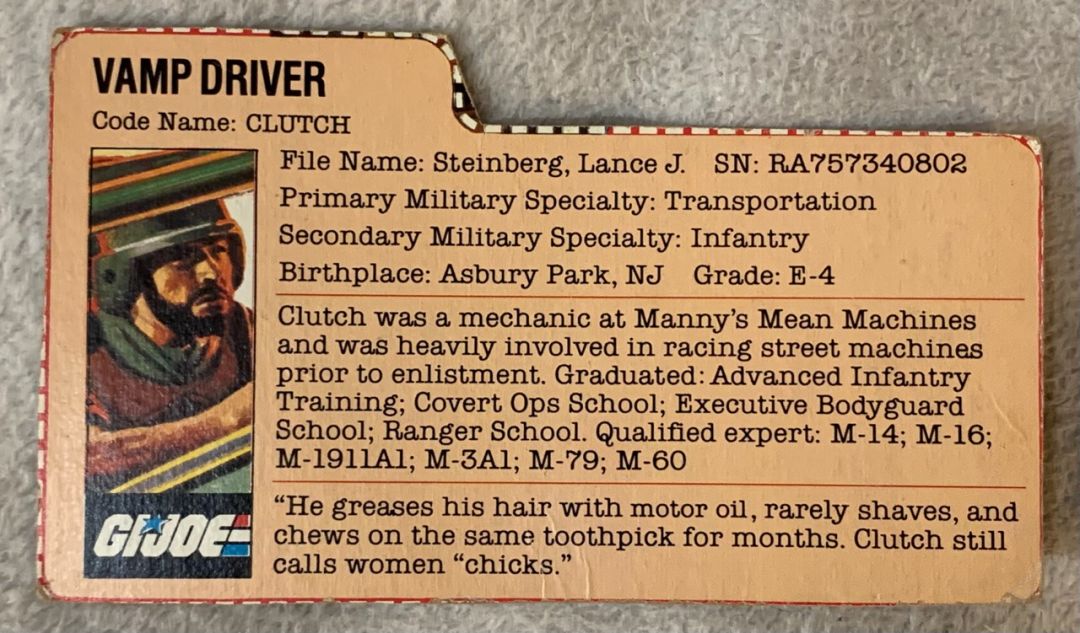 VAMP DRIVER
Code Name: CLUTCH
File Name: Steinberg, Lance J. SN: RA757340802
Primary Military Specialty: Transportation
Secondary Military Specialty: Infantry
Birthplace: Asbury Park, NJ Grade: E-4
Clutch was a mechanic at Manny's Mean Machines
and was heavily involved in racing street machines
prior to enlistment. Graduated: Advanced Infantry
Training; Covert Ops School; Executive Bodyguard
School; Ranger School. Qualified expert: M-14; M-16;
M-1911A1; M-3A1; M-79; M-60
"He greases his hair with motor oil, rarely shaves, and
chews on the same toothpick for months. Clutch still
calls women "chicks."
GI JOE